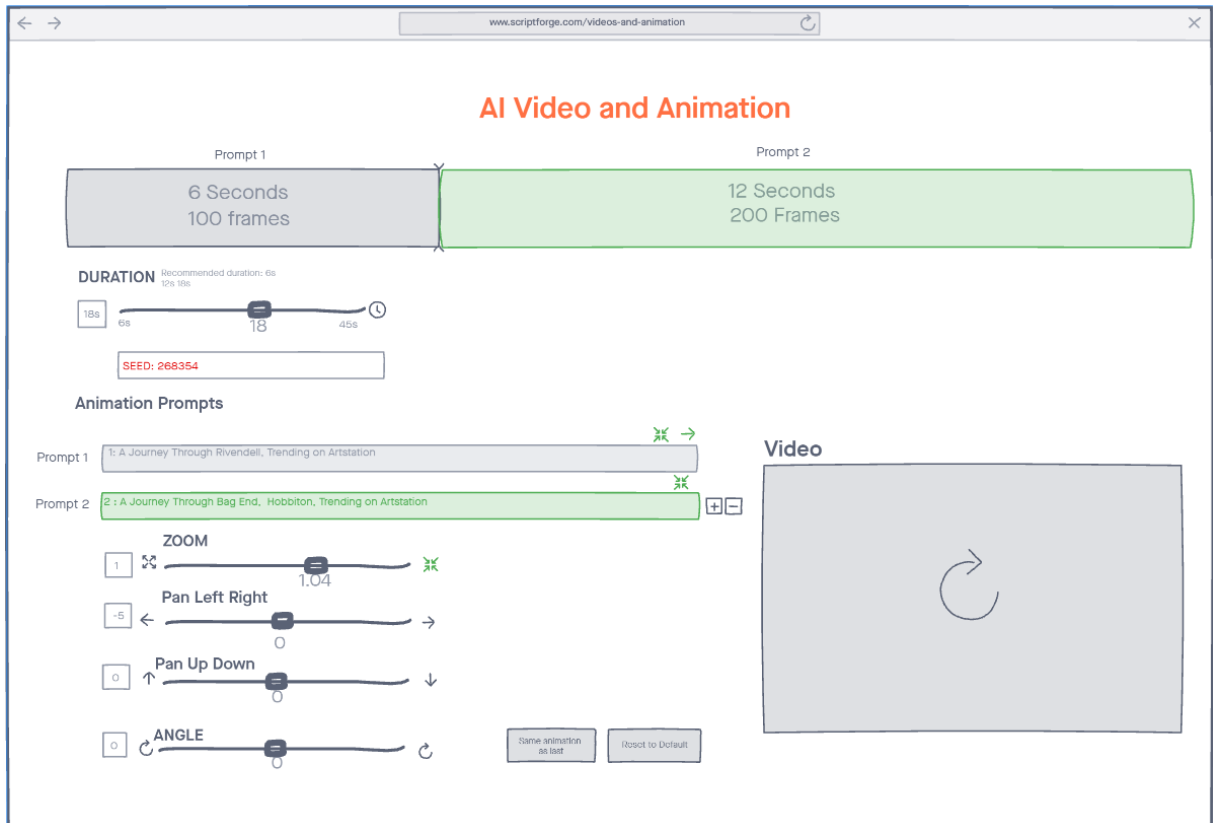 www.scriptforge.com/videos-and-animation
AI Video and Animation
Prompt 1
Prompt 2
6 Seconds
100 frames
12 Seconds
200 Frames
DURATION
Recommended duration: 6s
12s 18s
18s
6s
18
45s
SEED: 268354
Animation Prompts
Prompt 1
1: A Journey Through Rivendell, Trending on Artstation
Prompt 2
2 : A Journey Through Bag End, Hobbiton, Trending on Artstation
Video
ZOOM
1
1.04
Pan Left Right
-5
0
Pan Up Down
0
0
ANGLE
0
0
Same animation
as last
Reset to Default